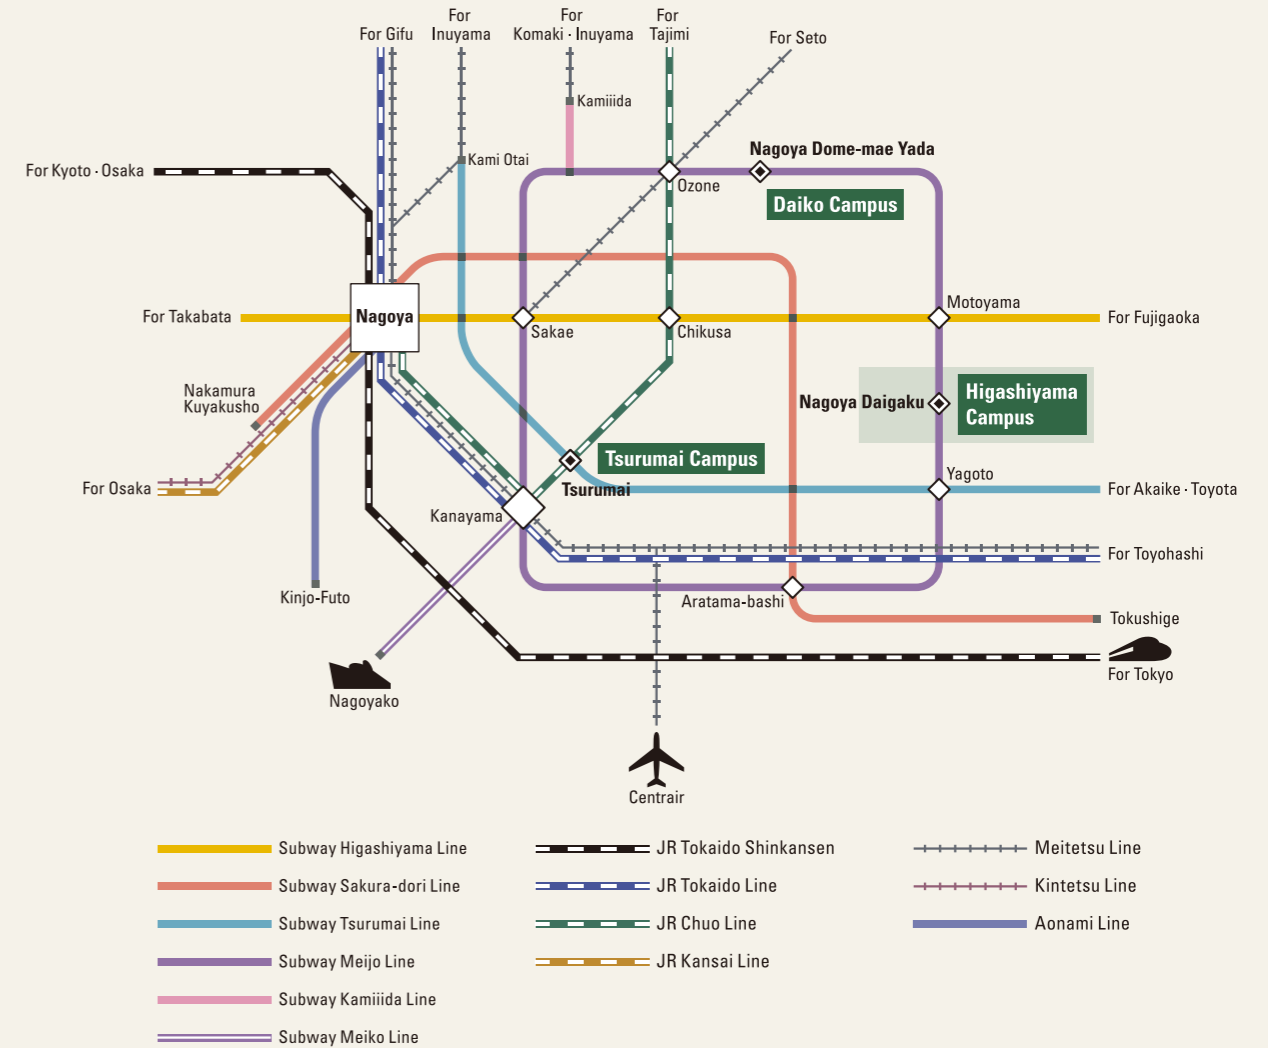 For Gifu
For
Inuyama
For
Komaki · Inuyama
For
Tajimi
For Seto
Kamiiida
Nagoya Dome-mae Yada
Kami Otai
For Kyoto · Osaka
Ozone
Daiko Campus
Motoyama
For Takabata
Nagoya
Sakae
Chikusa
For Fujigaoka
Nakamura
Kuyakusho
Nagoya Daigaku
Higashiyama
Campus
Tsurumai Campus
Yagoto
For Osaka
Tsurumai
For Akaike · Toyota
Kanayama
For Toyohashi
Kinjo-Futo
Aratama-bashi
Tokushige
For Tokyo
Nagoyako
Centrair
Subway Higashiyama Line
Subway Sakura-dori Line
Subway Tsurumai Line
Subway Meijo Line
Subway Kamiiida Line
Subway Meiko Line
JR Tokaido Shinkansen
JR Tokaido Line
JR Chuo Line
JR Kansai Line
Meitetsu Line
Kintetsu Line
Aonami Line